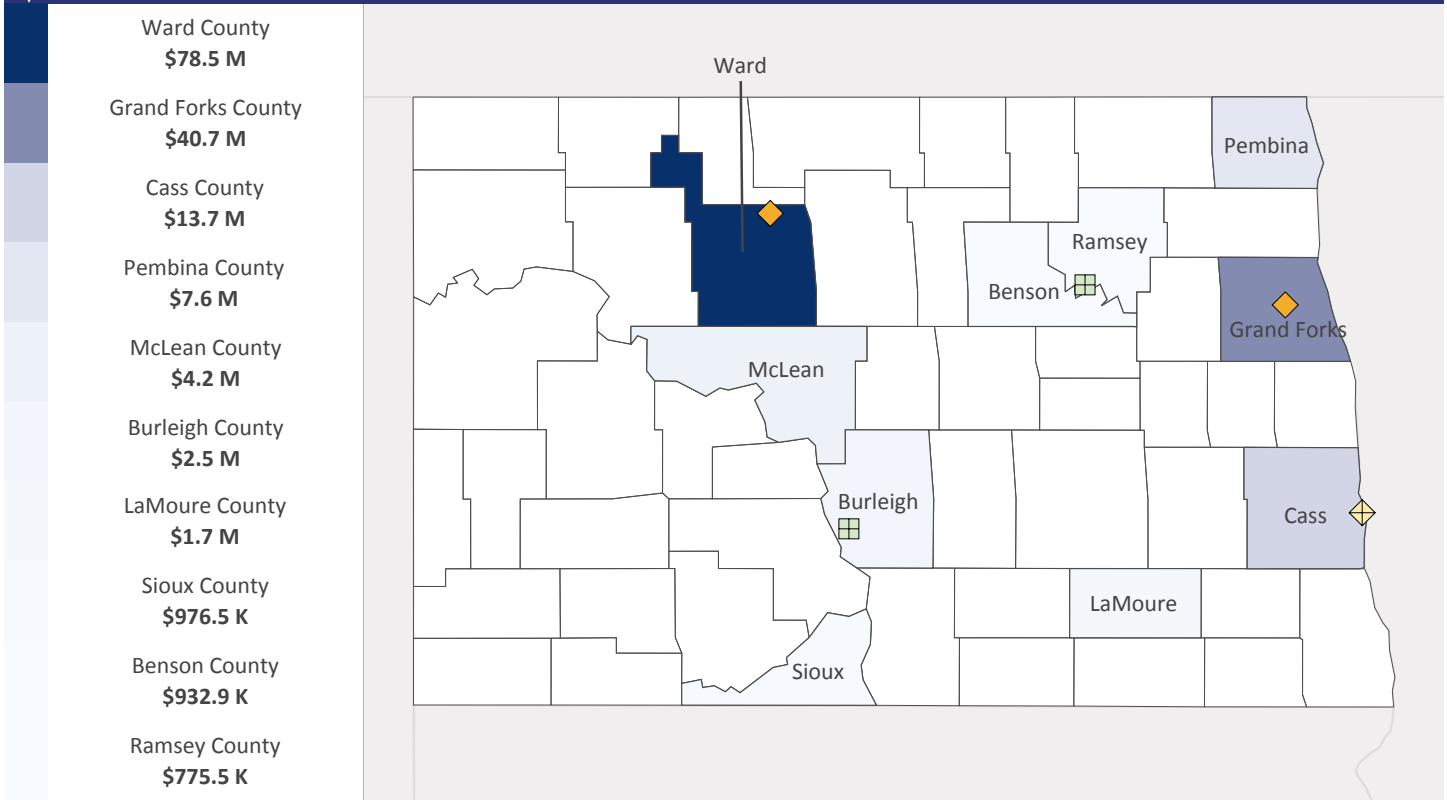 Ward County
$78.5 M
Grand Forks County
$40.7 M
Cass County
$13.7 M
Pembina County
$7.6 M
McLean County
$4.2 M
Burleigh County
$2.5 M
LaMoure County
$1.7 M
Sioux County
$976.5 K
Benson County
$932.9 K
Ramsey County
$775.5 K
Ward
Pembina
Ramsey
Benson
Grand Forks
McLean
Burleigh
Cass
LaMoure
Sioux